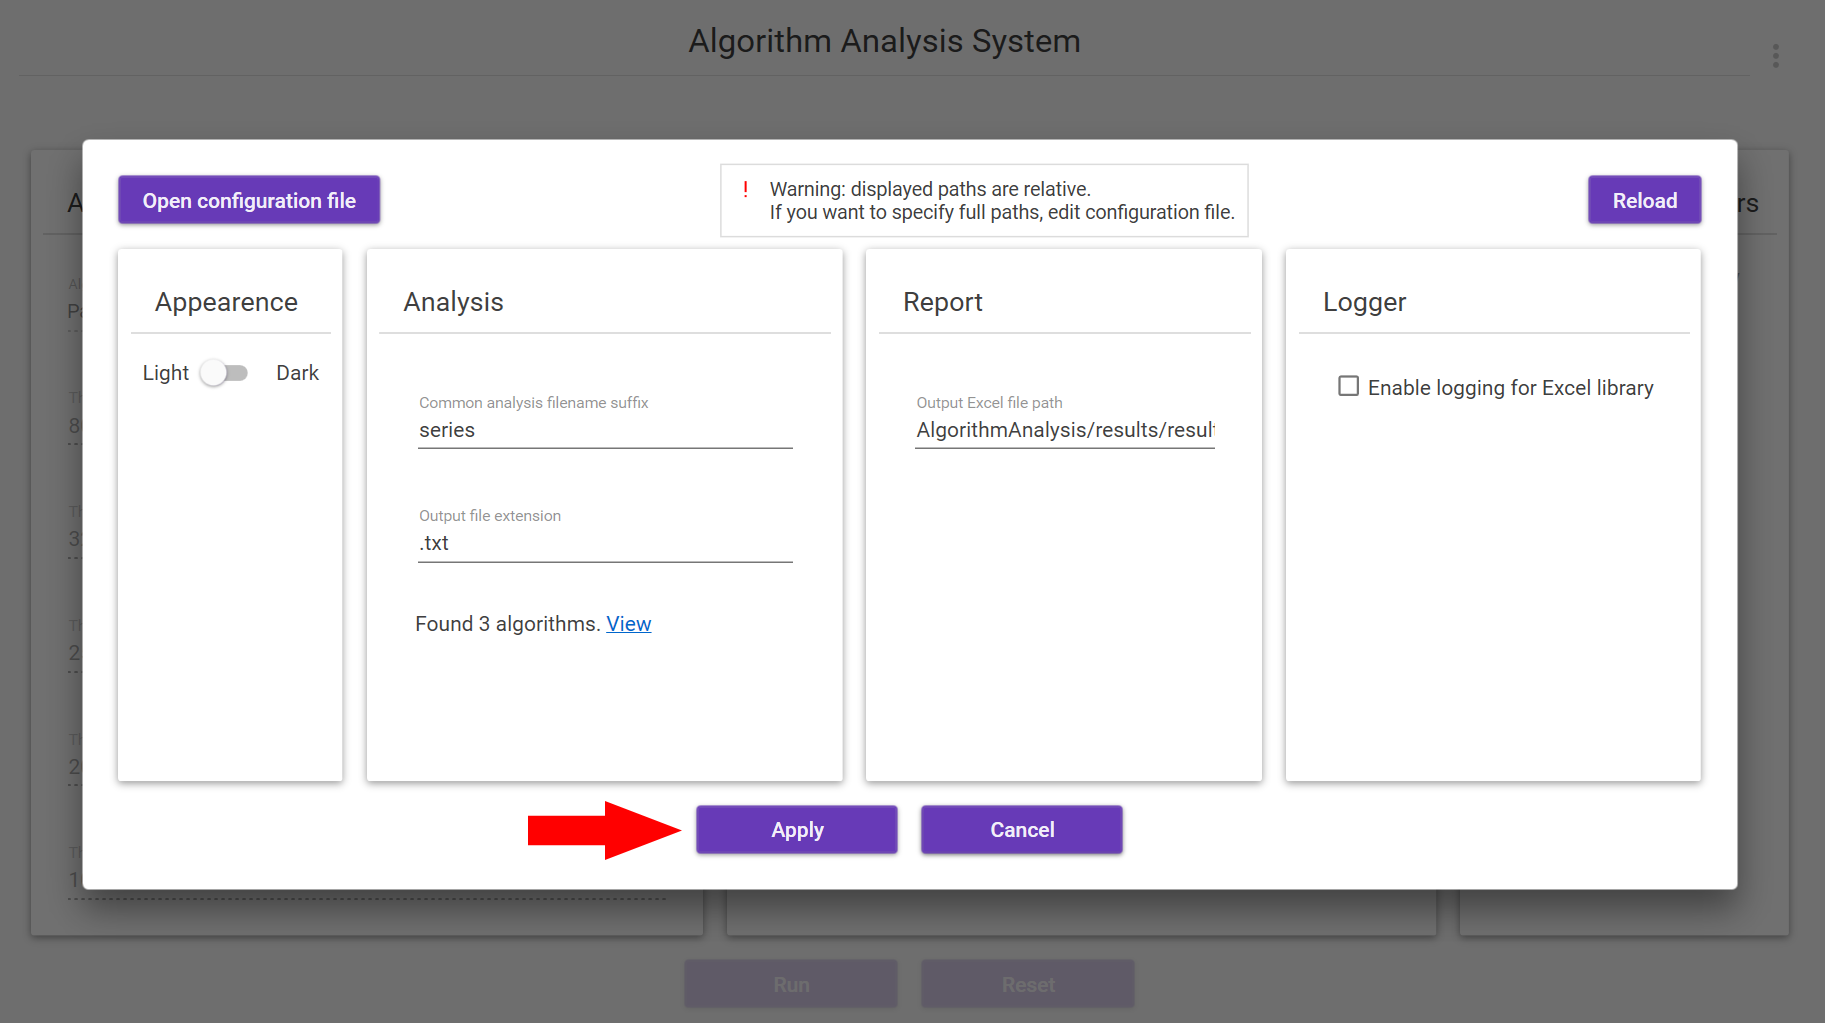 Algorithm Analysis System
Open configuration file
! Warning: displayed paths are relative.
If you want to specify full paths, edit configuration file.
Reload
Appearence
Light
Dark
Analysis
Common analysis filename suffix
series
Output file extension
.txt
Found 3 algorithms. View
Report
Output Excel file path
AlgorithmAnalysis/results/resul
Logger
Enable logging for Excel library
Apply
Cancel
Run
Reset